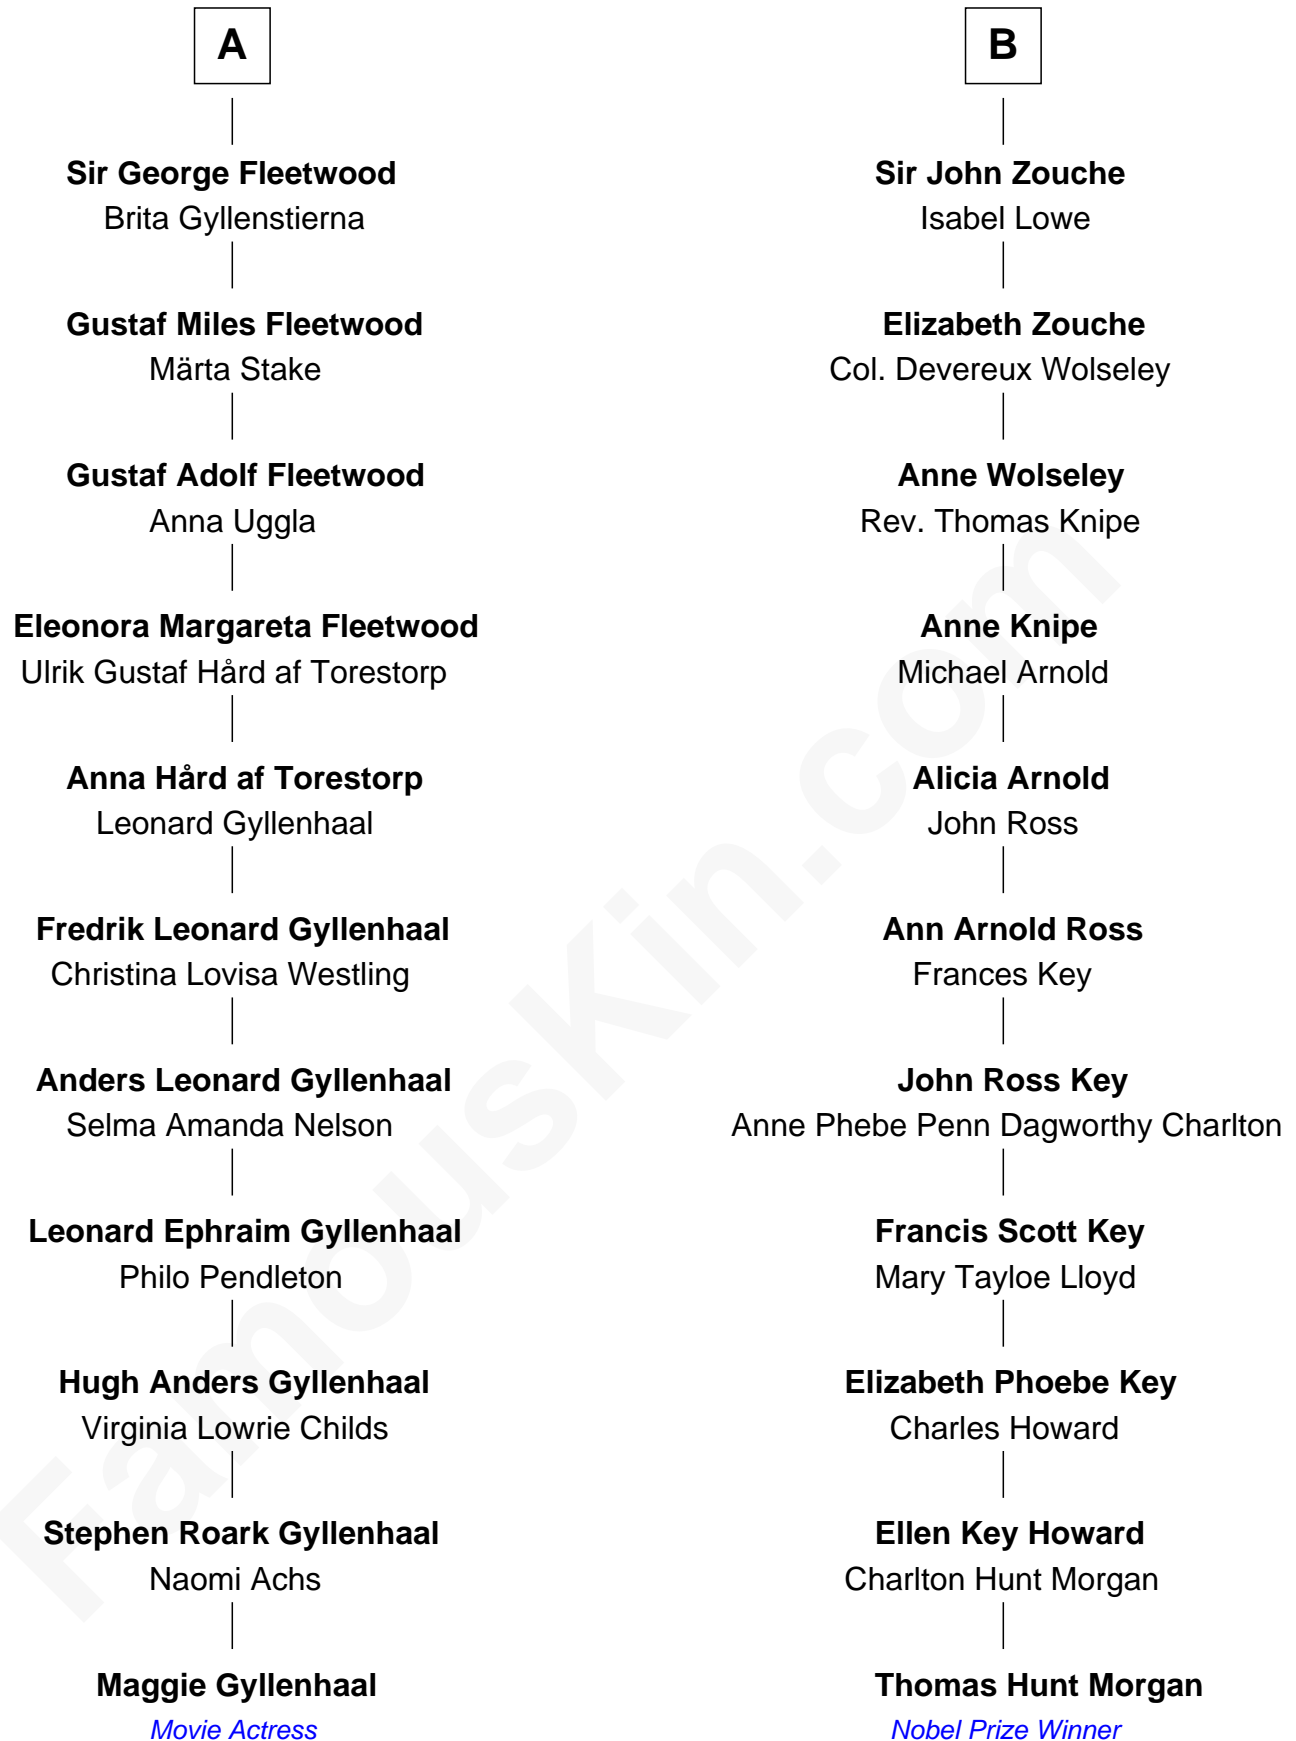 A
Sir George Fleetwood
Brita Gyllenstierna
Gustaf Miles Fleetwood
Märta Stake
Gustaf Adolf Fleetwood
Anna Uggla
Eleonora Margareta Fleetwood
Ulrik Gustaf Hård af Torestorp
Anna Hård af Torestorp
Leonard Gyllenhaal
Fredrik Leonard Gyllenhaal
Christina Lovisa Westling
Anders Leonard Gyllenhaal
Selma Amanda Nelson
Leonard Ephraim Gyllenhaal
Philo Pendleton
Hugh Anders Gyllenhaal
Virginia Lowrie Childs
Stephen Roark Gyllenhaal
Naomi Achs
Maggie Gyllenhaal
Movie Actress
B
Sir John Zouche
Isabel Lowe
Elizabeth Zouche
Col. Devereux Wolseley
Anne Wolseley
Rev. Thomas Knipe
Anne Knipe
Michael Arnold
Alicia Arnold
John Ross
Ann Arnold Ross
Frances Key
John Ross Key
Anne Phebe Penn Dagworthy Charlton
Francis Scott Key
Mary Tayloe Lloyd
Elizabeth Phoebe Key
Charles Howard
Ellen Key Howard
Charlton Hunt Morgan
Thomas Hunt Morgan
Nobel Prize Winner
FamousKin.com